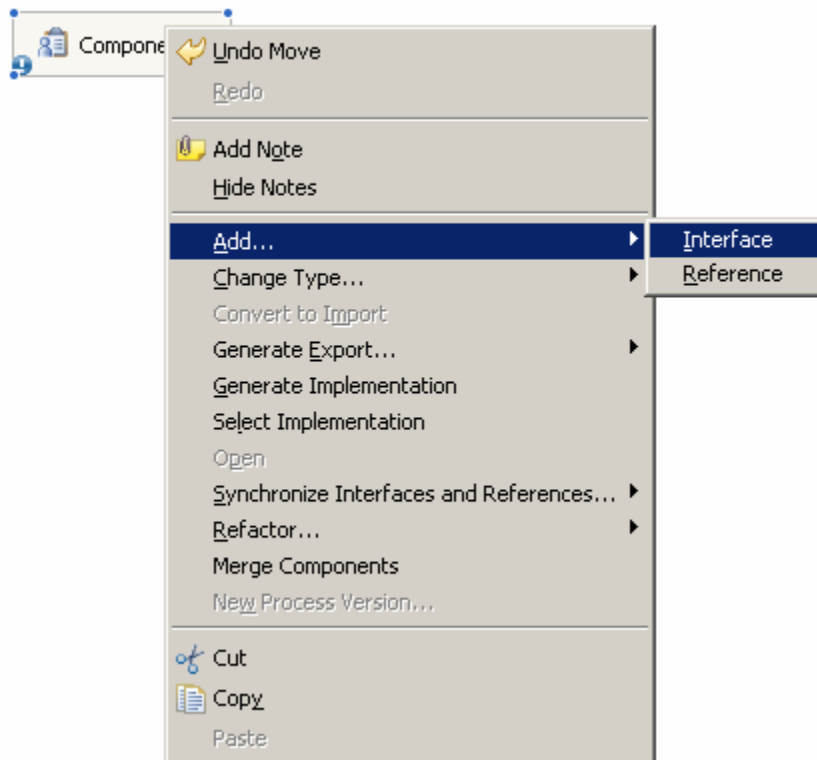 Compone
Undo Move
Redo
Add Note
Hide Notes
Add...
Interface
Change Type...
Reference
Convert to Import
Generate Export...
Generate Implementation
Select Implementation
Open
Synchronize Interfaces and References...
Refactor...
Merge Components
New Process Version...
Cut
Copy
Paste